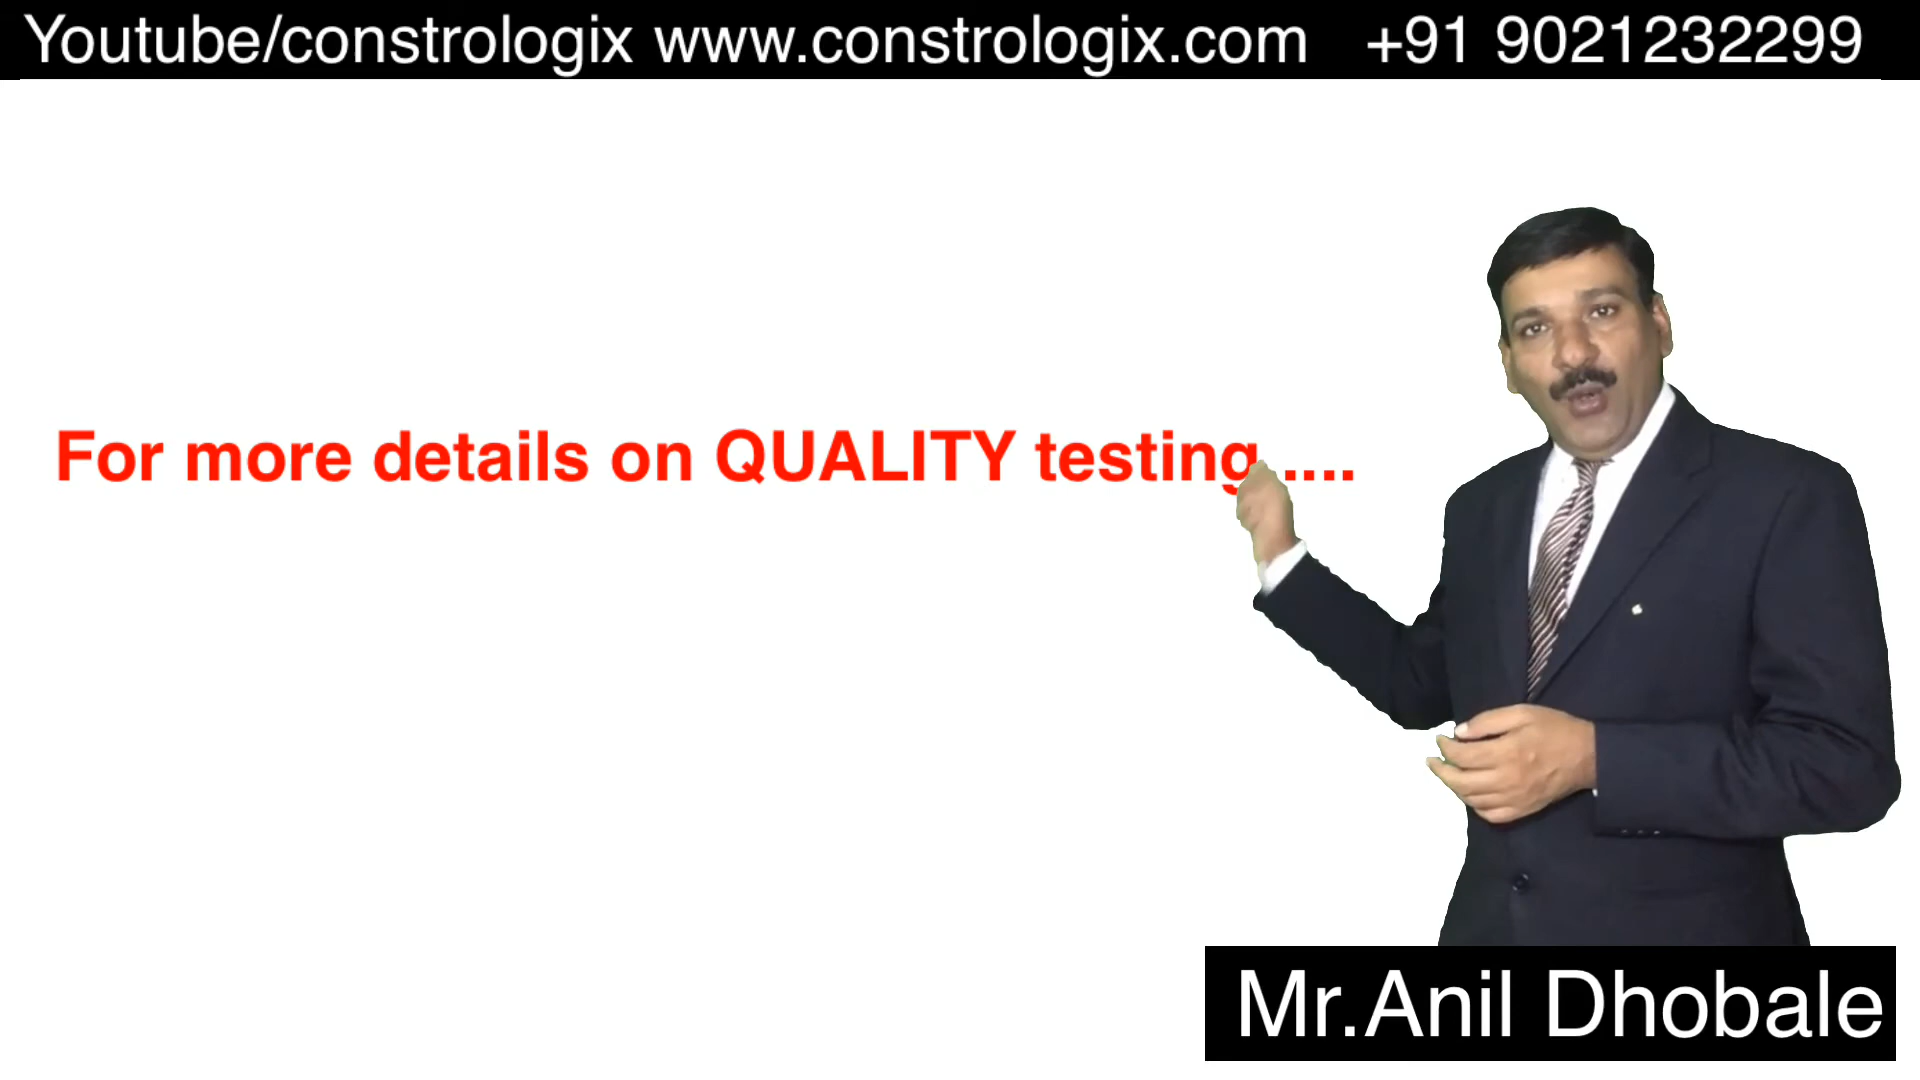 Youtube/constrologix www.constrologix.com +91 9021232299
For more details on QUALITY testing ....
Mr.Anil Dhobale